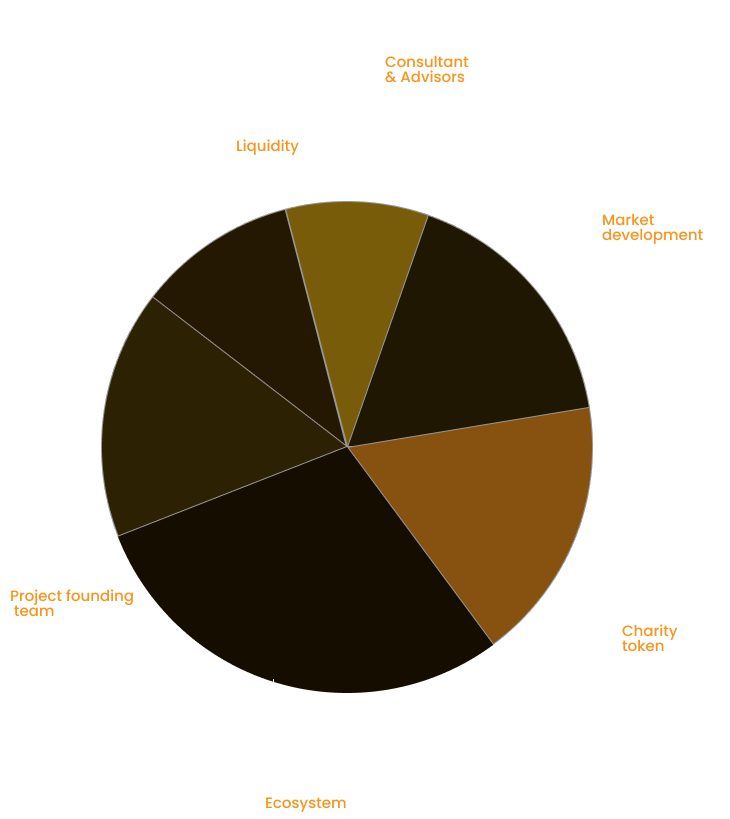 Consultant
& Advisors
Liquidity
Market
development
Project founding
team
Charity
token
Ecosystem